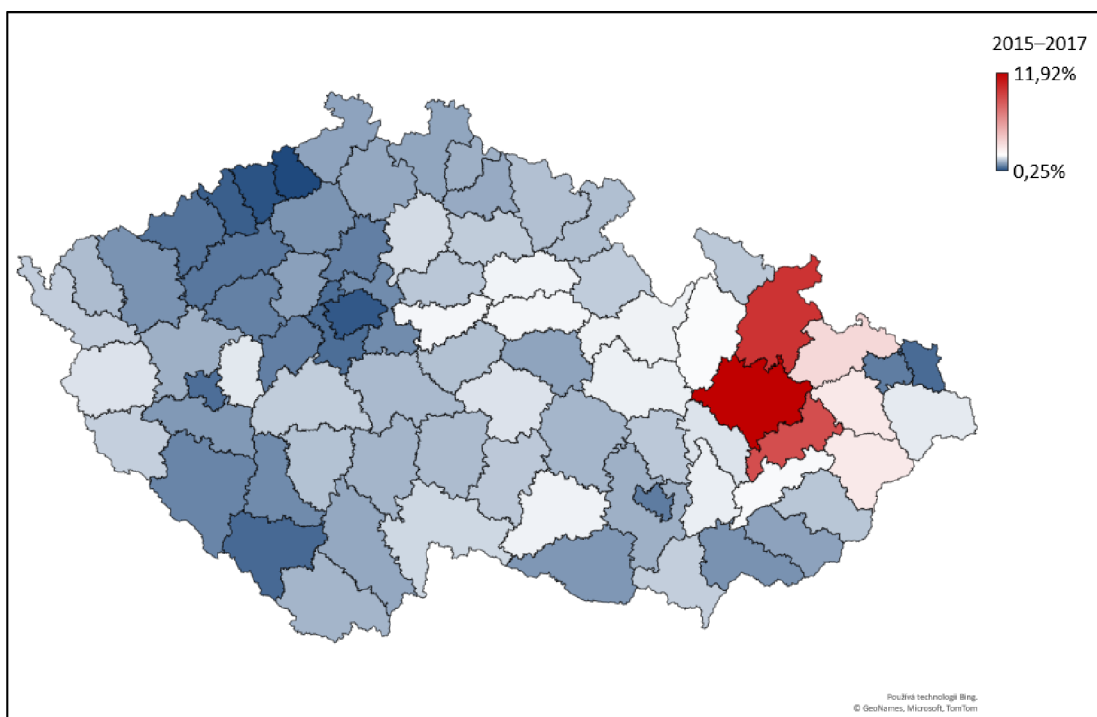 2015–2017
11,92%
0,25%
Používá technologii Bing.
© GeoNames, Microsoft, TomTom